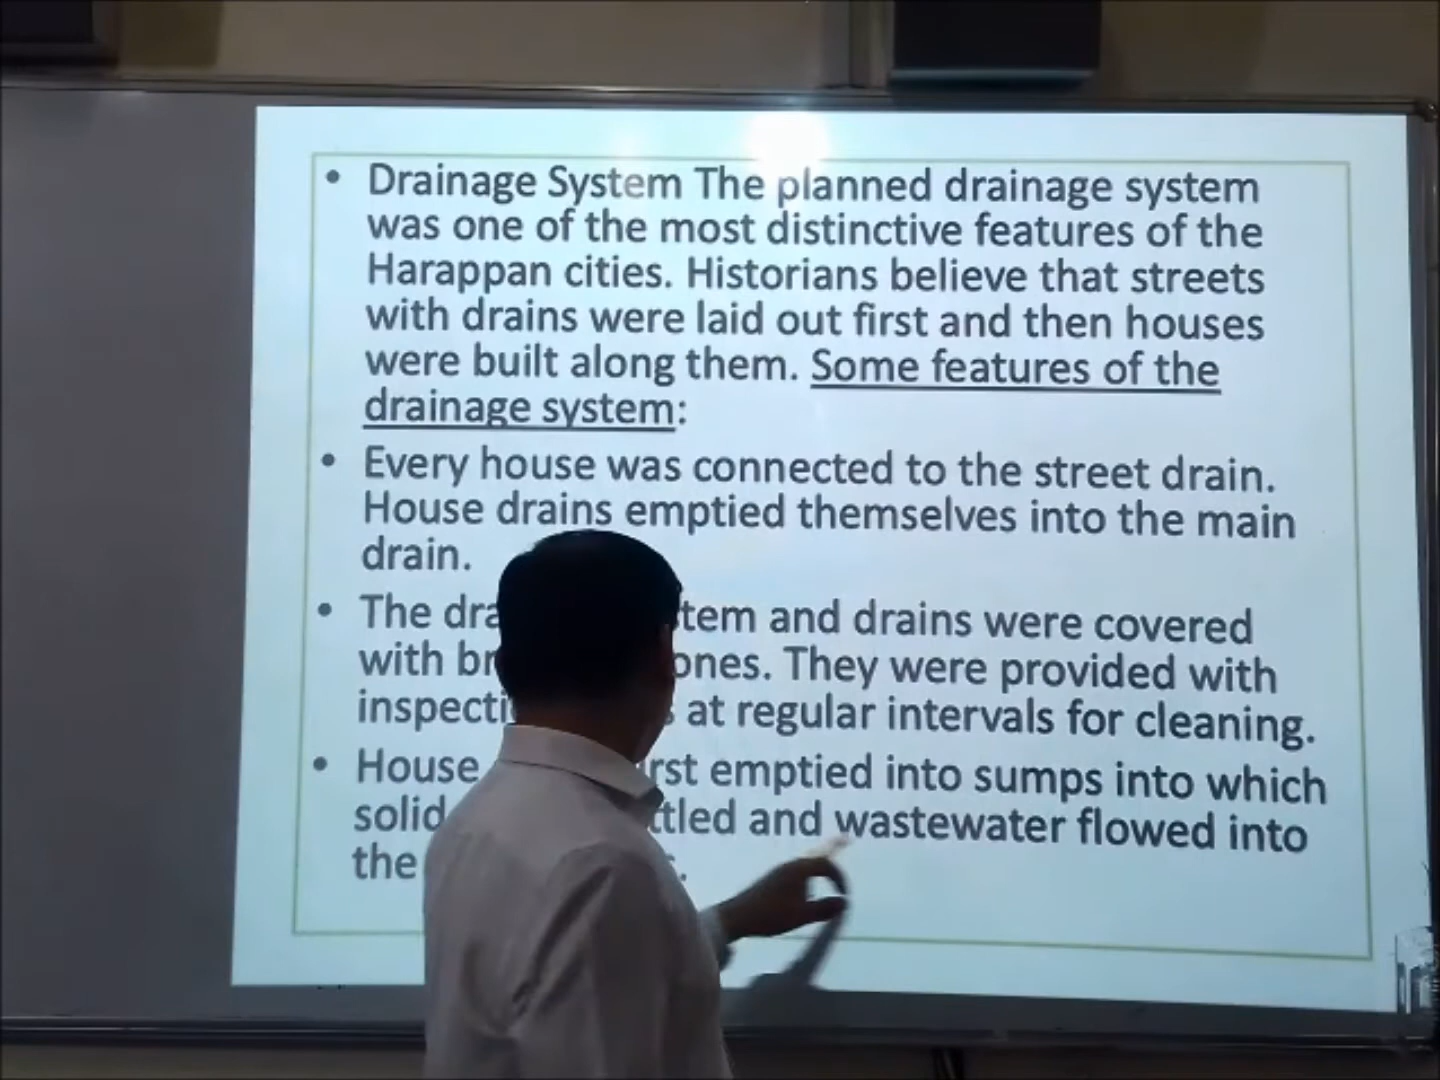 • Drainage System The planned drainage system
was one of the most distinctive features of the
Harappan cities. Historians believe that streets
with drains were laid out first and then houses
were built along them. Some features of the
drainage system:
• Every house was connected to the street drain.
House drains emptied themselves into the main
drain.
• The and drains were covered
with They were provided with
at regular intervals for cleaning.
• House emptied into sumps into which
solid and wastewater flowed into
the